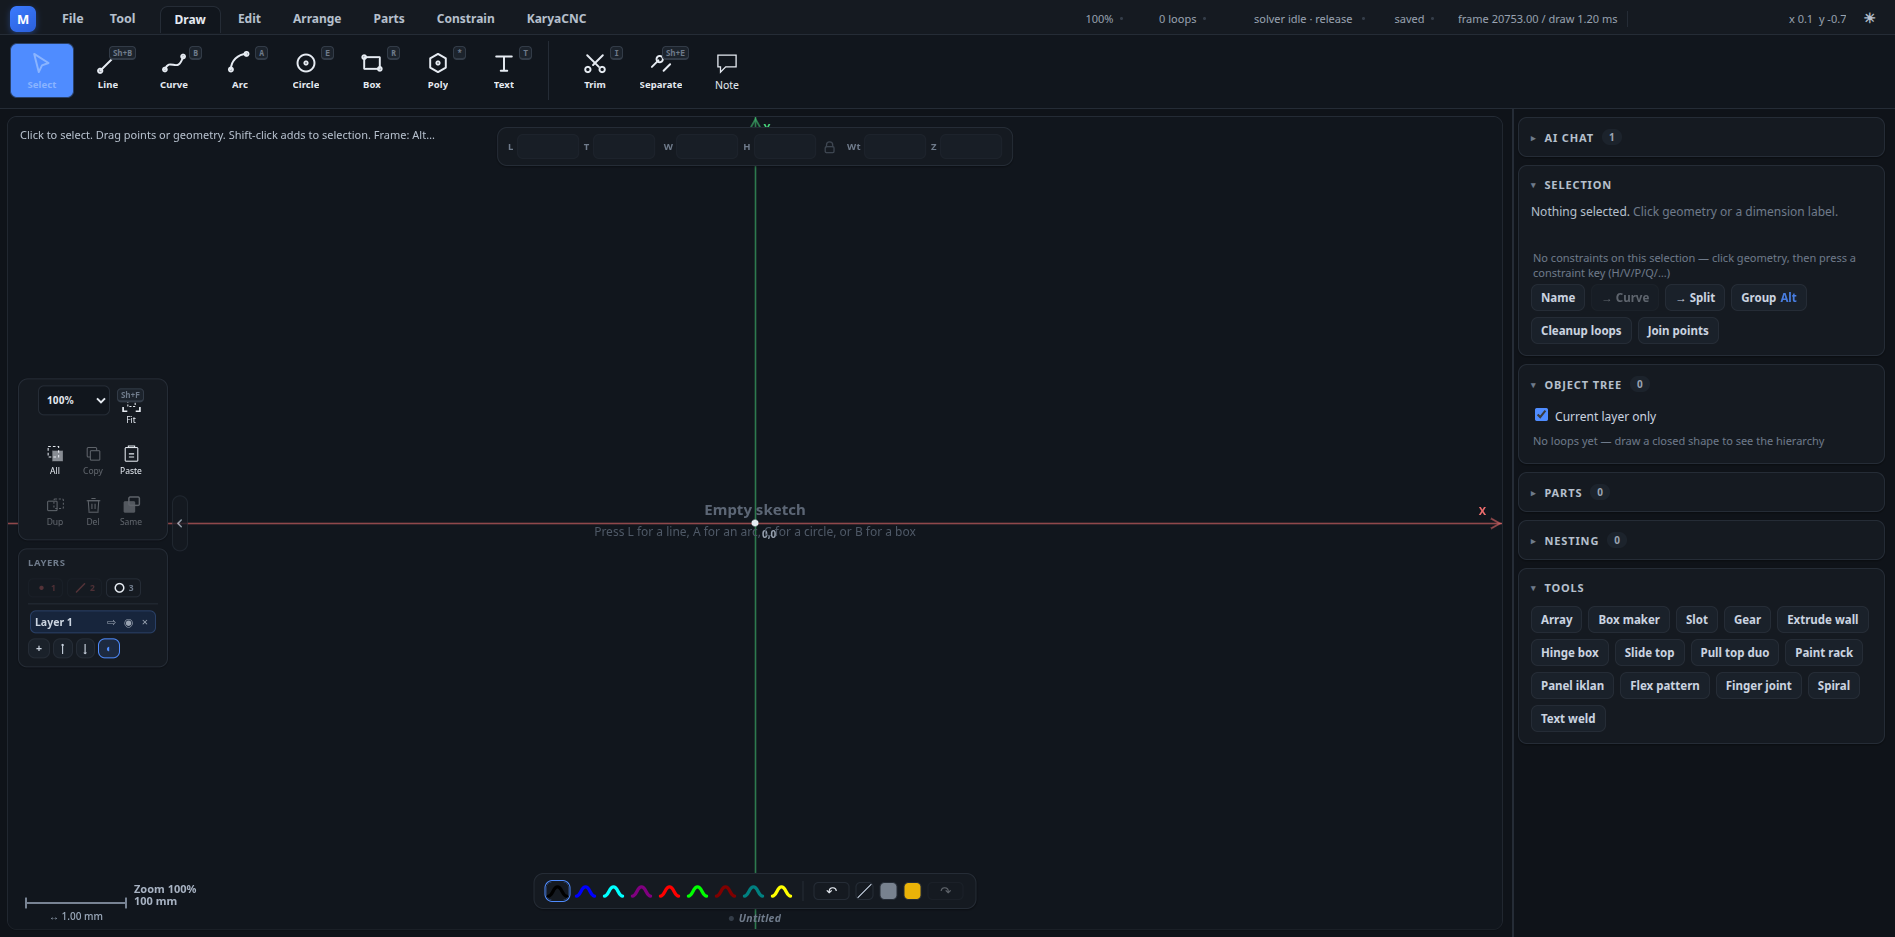 M File Tool Draw Edit Arrange Parts Constrain KaryaCNC 100% 0 loops solver idle · release saved frame 20753.00 / draw 1.20 ms x 0.1 y -0.7
Sh+B B A E R * T I Sh+E
Select Line Curve Arc Circle Box Poly Text Trim Separate Note
Click to select. Drag points or geometry. Shift-click adds to selection. Frame: Alt...
Y
L T W H Wt Z
X
Empty sketch
Press L for a line, A for an arc, C for a circle, or B for a box
0,0
100% Sh+F
Fit
All Copy Paste
Dup Del Same
LAYERS
1 2 3
Layer 1 ⇨ ◉ ×
+
Zoom 100%
100 mm
↔ 1.00 mm
Untitled
▸ AI CHAT 1
▾ SELECTION
Nothing selected. Click geometry or a dimension label.
No constraints on this selection — click geometry, then press a
constraint key (H/V/P/Q/...)
Name → Curve → Split Group Alt
Cleanup loops Join points
▾ OBJECT TREE 0
Current layer only
No loops yet — draw a closed shape to see the hierarchy
▸ PARTS 0
▸ NESTING 0
▾ TOOLS
Array Box maker Slot Gear Extrude wall
Hinge box Slide top Pull top duo Paint rack
Panel iklan Flex pattern Finger joint Spiral
Text weld